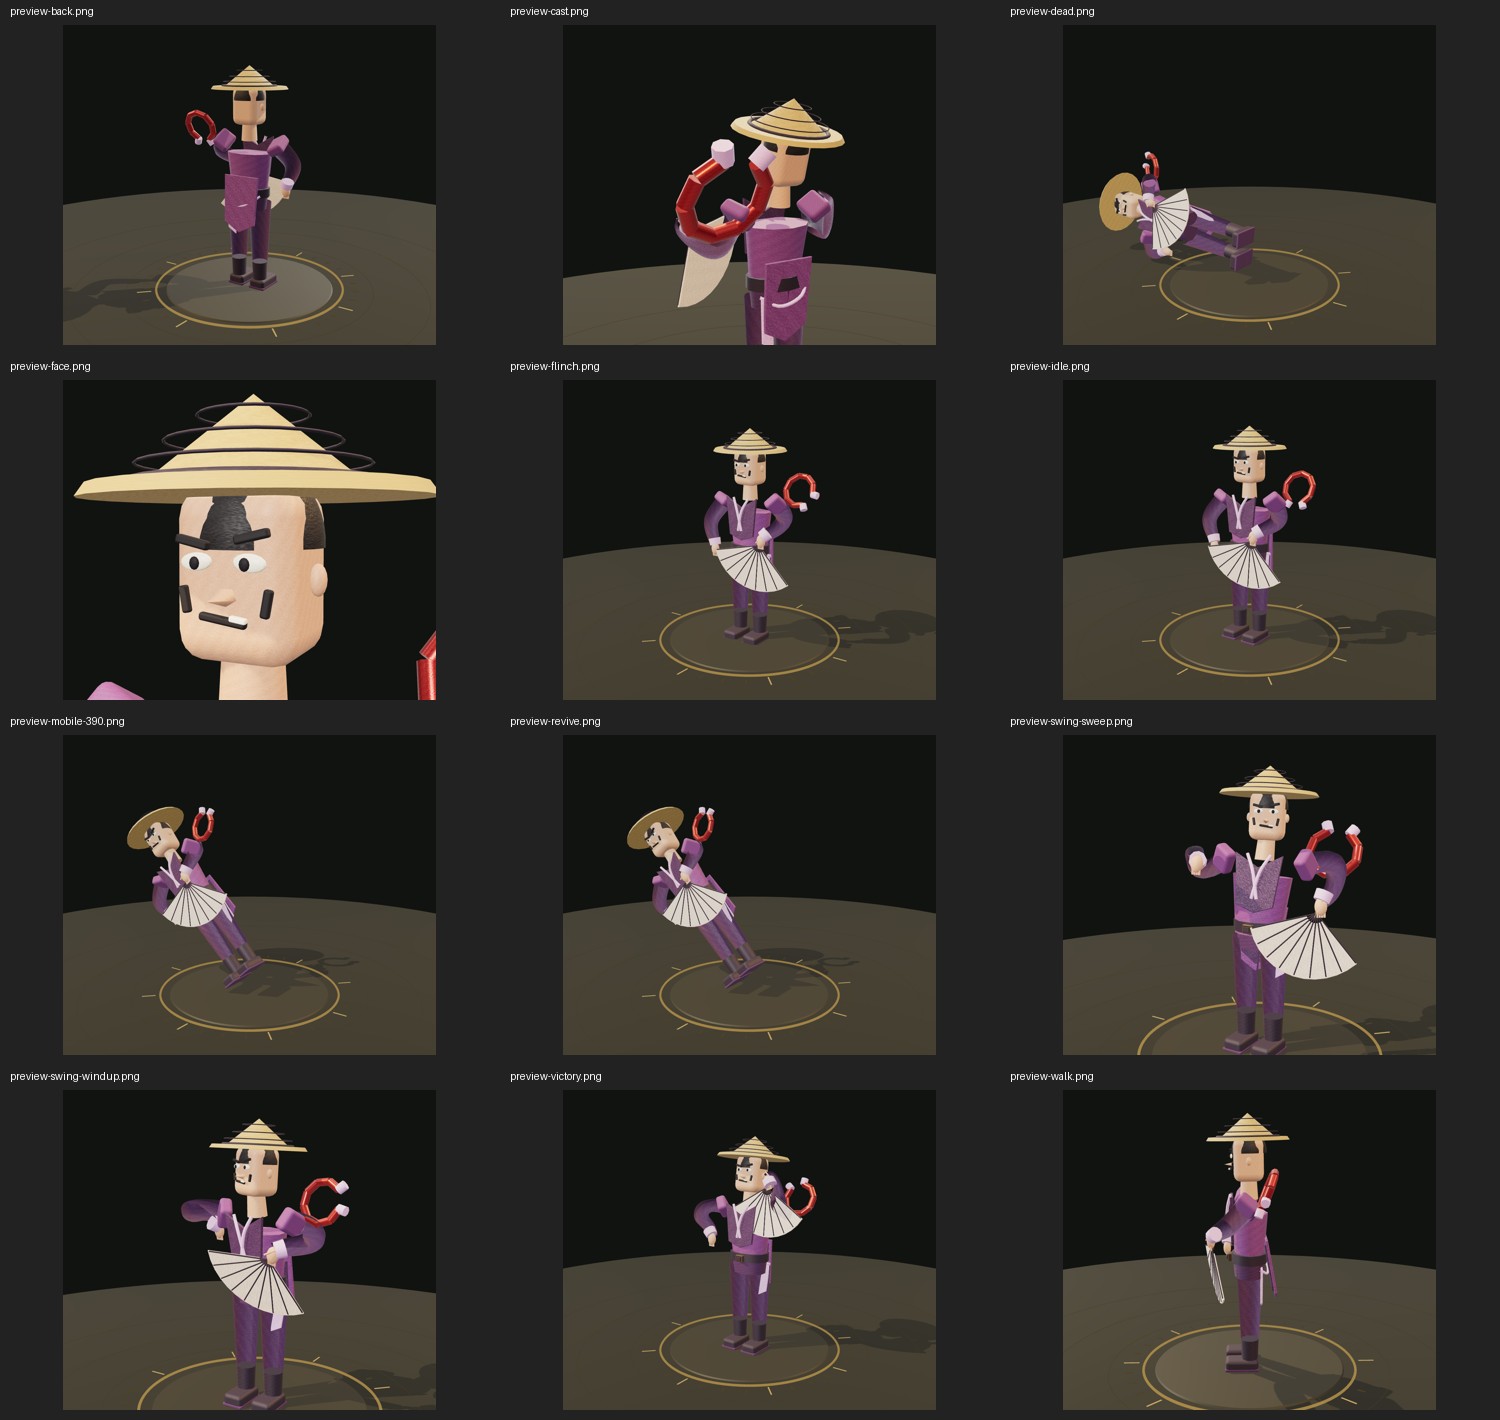 preview-back.png
preview-cast.png
preview-dead.png
preview-face.png
preview-flinch.png
preview-idle.png
preview-mobile-390.png
preview-revive.png
preview-swing-sweep.png
preview-swing-windup.png
preview-victory.png
preview-walk.png